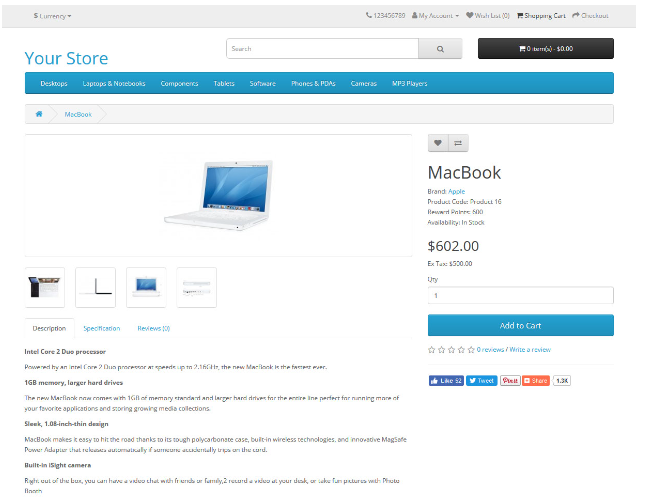 $ Currency
123456789 My Account Wish List (0) Shopping Cart Checkout
Your Store
Search
0 item(s) - $0.00
Desktops Laptops & Notebooks Components Tablets Software Phones & PDAs Cameras MP3 Players
MacBook
MacBook
Brand: Apple
Product Code: Product 16
Reward Points: 600
Availability: In Stock
$602.00
Ex Tax: $500.00
Qty
1
Add to Cart
0 reviews / Write a review
Like 52 Tweet Pinit Share 1.3K
Description Specification Reviews (0)
Intel Core 2 Duo processor
Powered by an Intel Core 2 Duo processor at speeds up to 2.16GHz, the new MacBook is the fastest ever.
1GB memory, larger hard drives
The new MacBook now comes with 1GB of memory standard and larger hard drives for the entire line perfect for running more of
your favorite applications and storing growing media collections.
Sleek, 1.08-inch-thin design
MacBook makes it easy to hit the road thanks to its tough polycarbonate case, built-in wireless technologies, and innovative MagSafe
Power Adapter that releases automatically if someone accidentally trips on the cord.
Built-in iSight camera
Right out of the box, you can have a video chat with friends or family,2 record a video at your desk, or take fun pictures with Photo
Booth